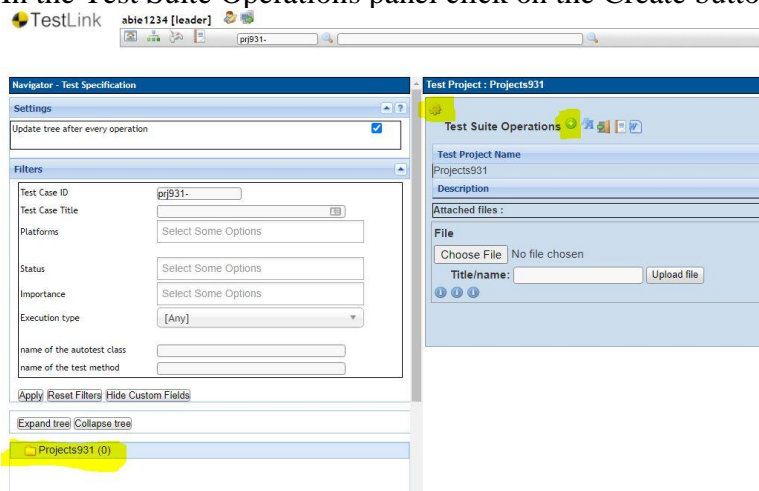 In the Test Suite Operations panel click on the Create butto
TestLink abie1234 [leader]
prj931-
Navigator - Test Specification
Settings
?
Update tree after every operation
Filters
Test Case ID prj931-
Test Case Title
Platforms Select Some Options
Status Select Some Options
Importance Select Some Options
Execution type [Any]
name of the autotest class
name of the test method
Apply Reset Filters Hide Custom Fields
Expand tree Collapse tree
Projects931 (0)
Test Project : Projects931
Test Suite Operations
Test Project Name
Projects931
Description
Attached files :
File
Choose File No file chosen
Title/name: Upload file